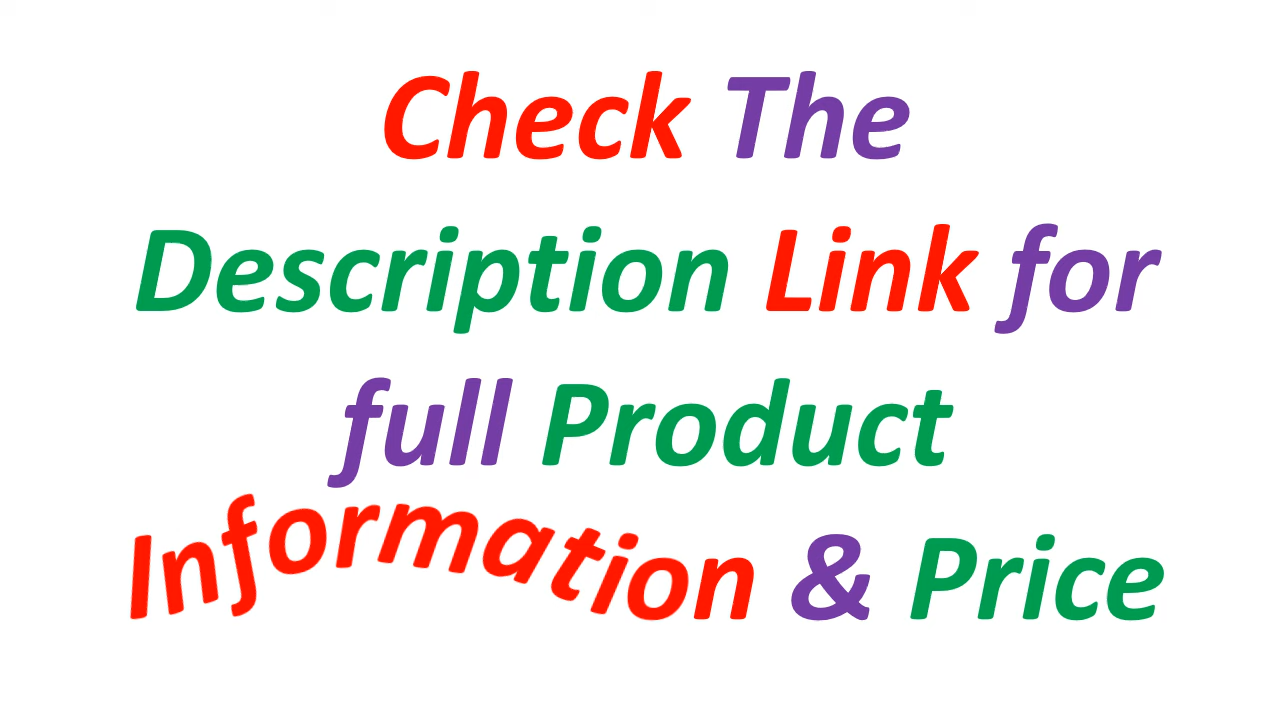 Check The
Description Link for
full Product
Information & Price